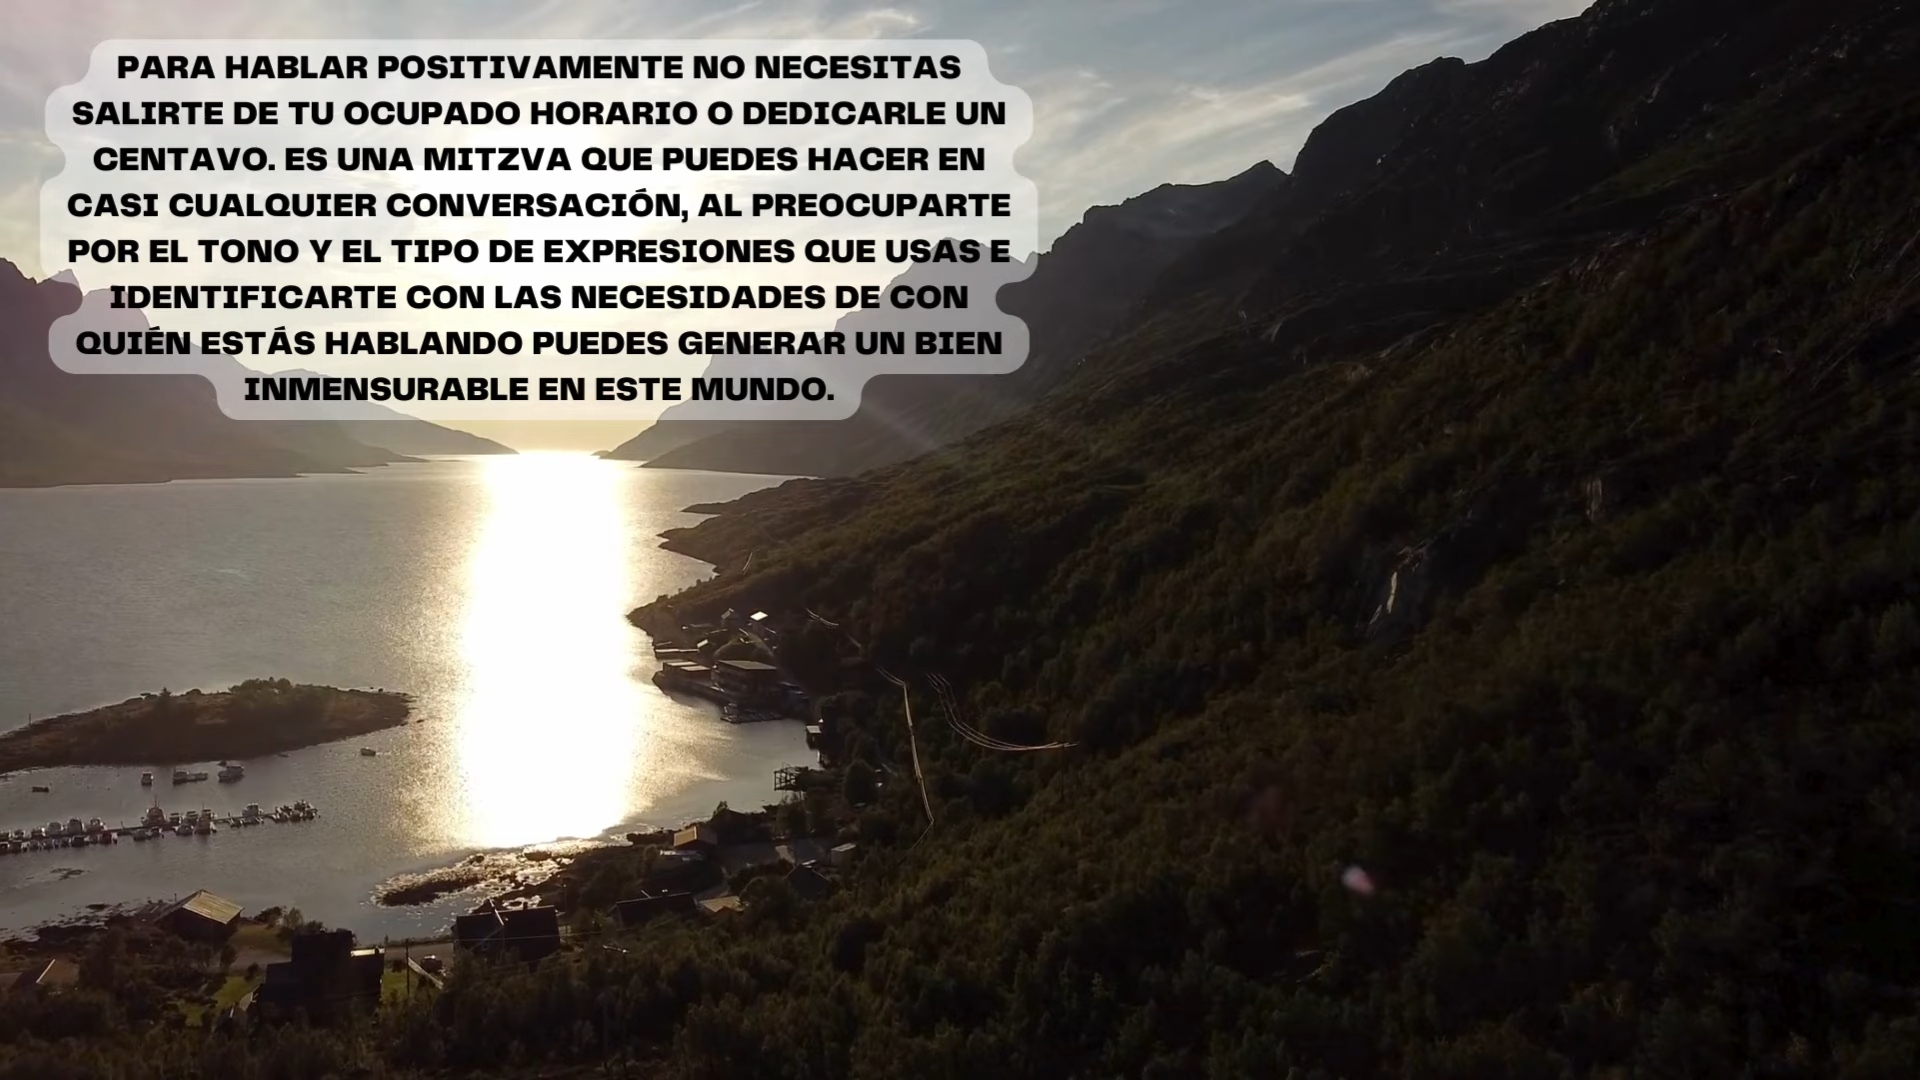 PARA HABLAR POSITIVAMENTE NO NECESITAS
SALIRTE DE TU OCUPADO HORARIO O DEDICARLE UN
CENTAVO. ES UNA MITZVA QUE PUEDES HACER EN
CASI CUALQUIER CONVERSACIÓN, AL PREOCUPARTE
POR EL TONO Y EL TIPO DE EXPRESIONES QUE USAS E
IDENTIFICARTE CON LAS NECESIDADES DE CON
QUIÉN ESTÁS HABLANDO PUEDES GENERAR UN BIEN
INMENSURABLE EN ESTE MUNDO.